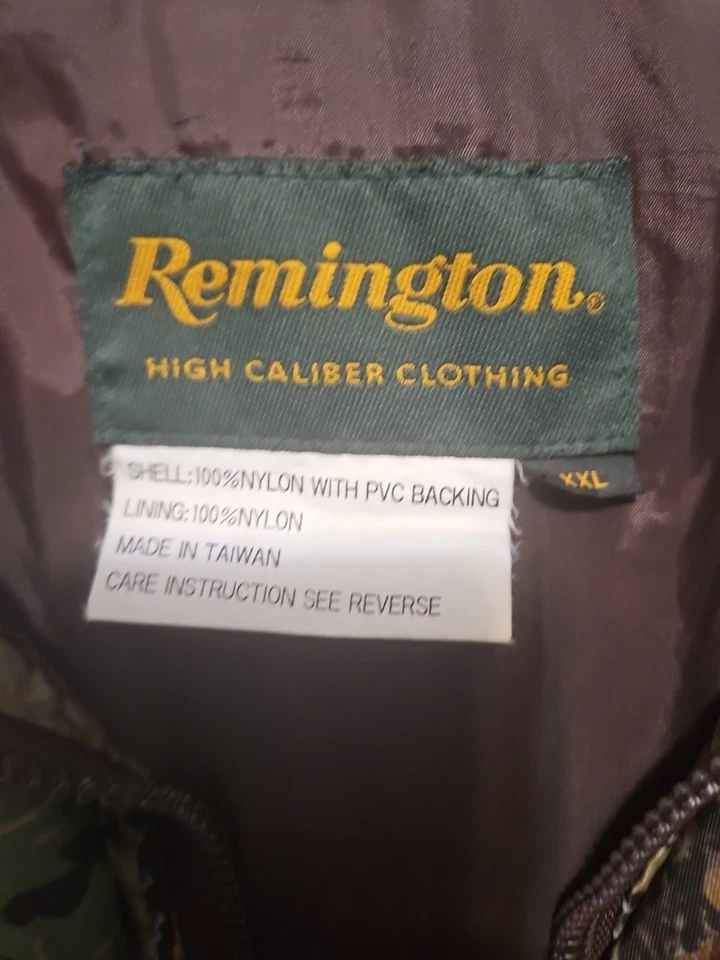 Remington®
HIGH CALIBER CLOTHING
XXL
SHELL:100%NYLON WITH PVC BACKING
LINING:100%NYLON
MADE IN TAIWAN
CARE INSTRUCTION SEE REVERSE